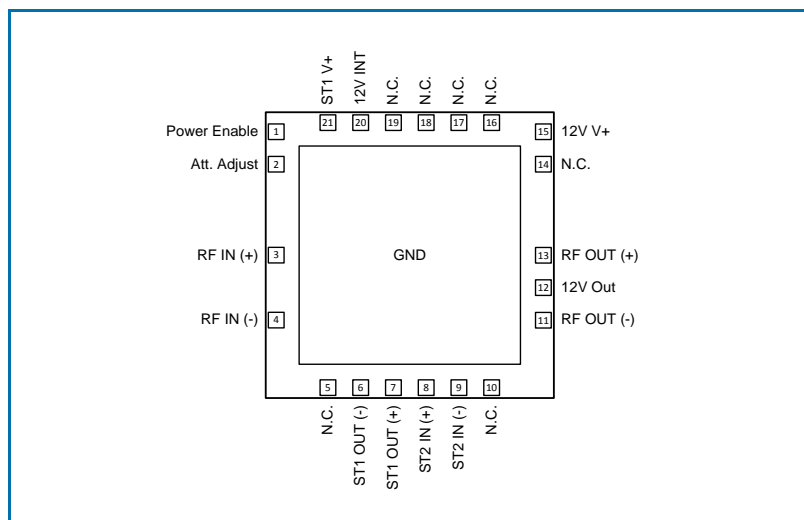 ST1 V+
12V INT
N.C.
N.C.
N.C.
N.C.
21
20
19
18
17
16
Power Enable 1
15 12V V+
Att. Adjust 2
14 N.C.
RF IN (+) 3
GND
13 RF OUT (+)
12 12V Out
RF IN (-) 4
11 RF OUT (-)
5
6
7
8
9
10
N.C.
ST1 OUT (-)
ST1 OUT (+)
ST2 IN (+)
ST2 IN (-)
N.C.